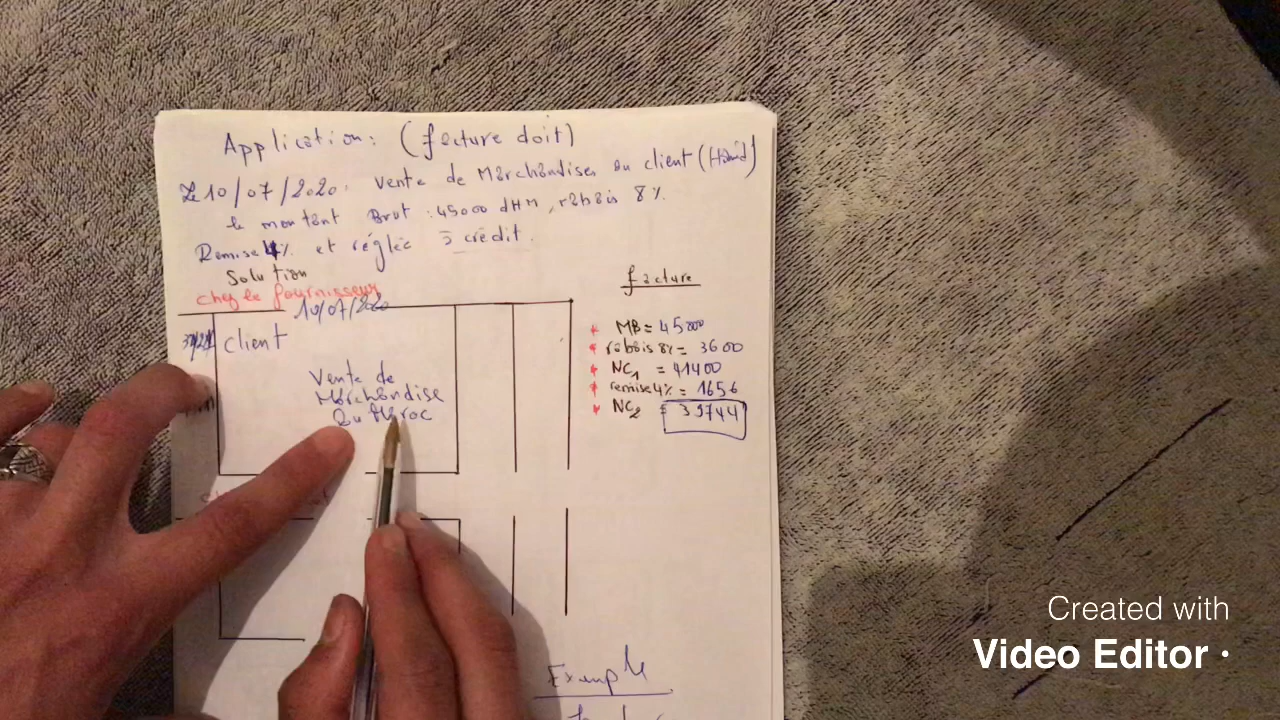 Application: (facture doit)
Le 10/07/2020: Vente de Marchandises au client (Hamid)
le montant Brut: 45000 dHM, rabais 8%.
Remise 4% et réglée à crédit.
Solution
chez le fournisseur
10/07/2020
client
Vente de
Marchandise
Au Maroc
facture
* MB = 45000
* rabais 8% = 3600
* NC1 = 41400
* remise 4% = 1656
* NC2 = 39744
Exemple
Created with
Video Editor ·